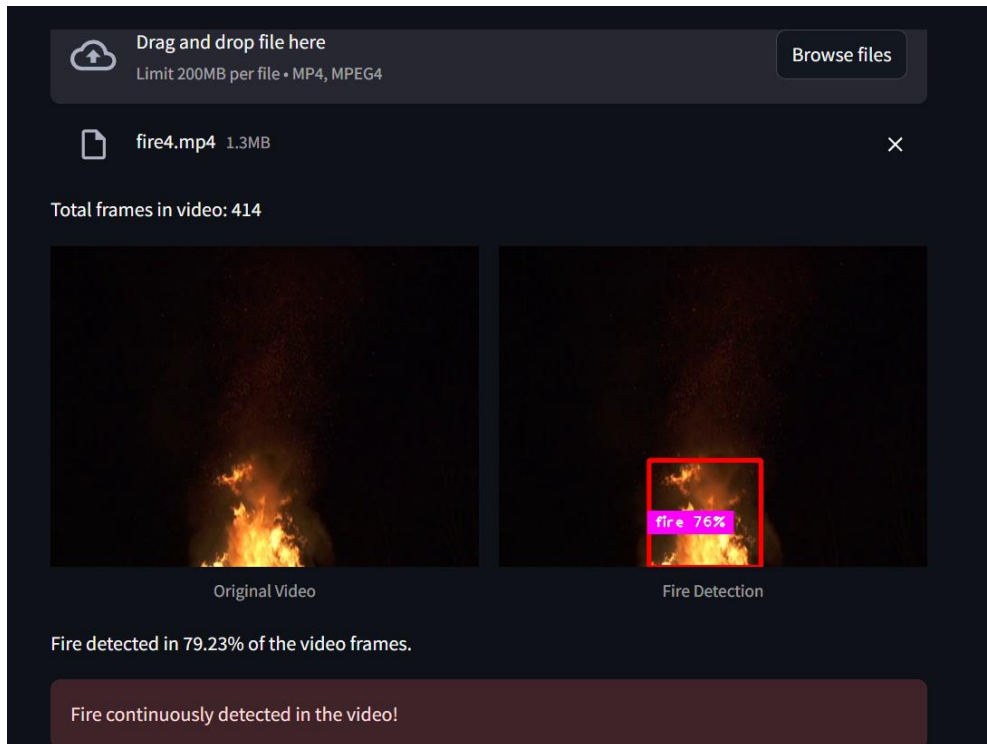 Drag and drop file here
Browse files
Limit 200MB per file • MP4, MPEG4
fire4.mp4 1.3MB
Total frames in video: 414
fire 76%
Original Video
Fire Detection
Fire detected in 79.23% of the video frames.
Fire continuously detected in the video!